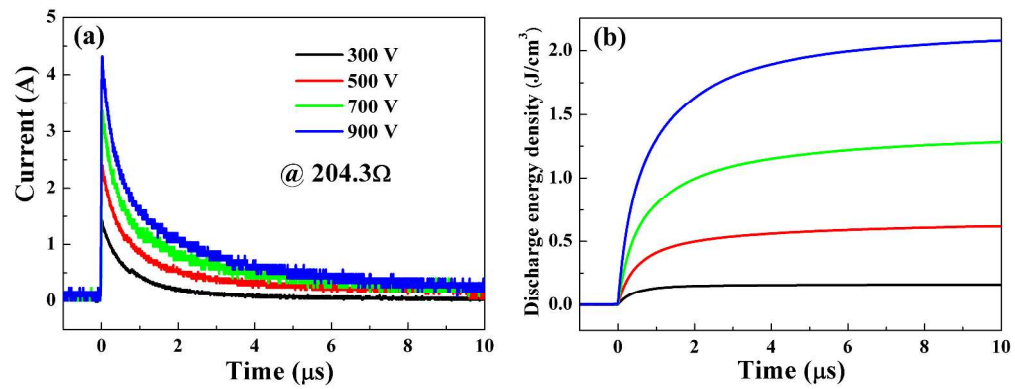 (a)
300 V
500 V
700 V
900 V
@ 204.3Ω
Current (A)
5
4
3
2
1
0
0 2 4 6 8 10
Time (μs)
(b)
Discharge energy density (J/cm³)
2.0
1.5
1.0
0.5
0.0
0 2 4 6 8 10
Time (μs)